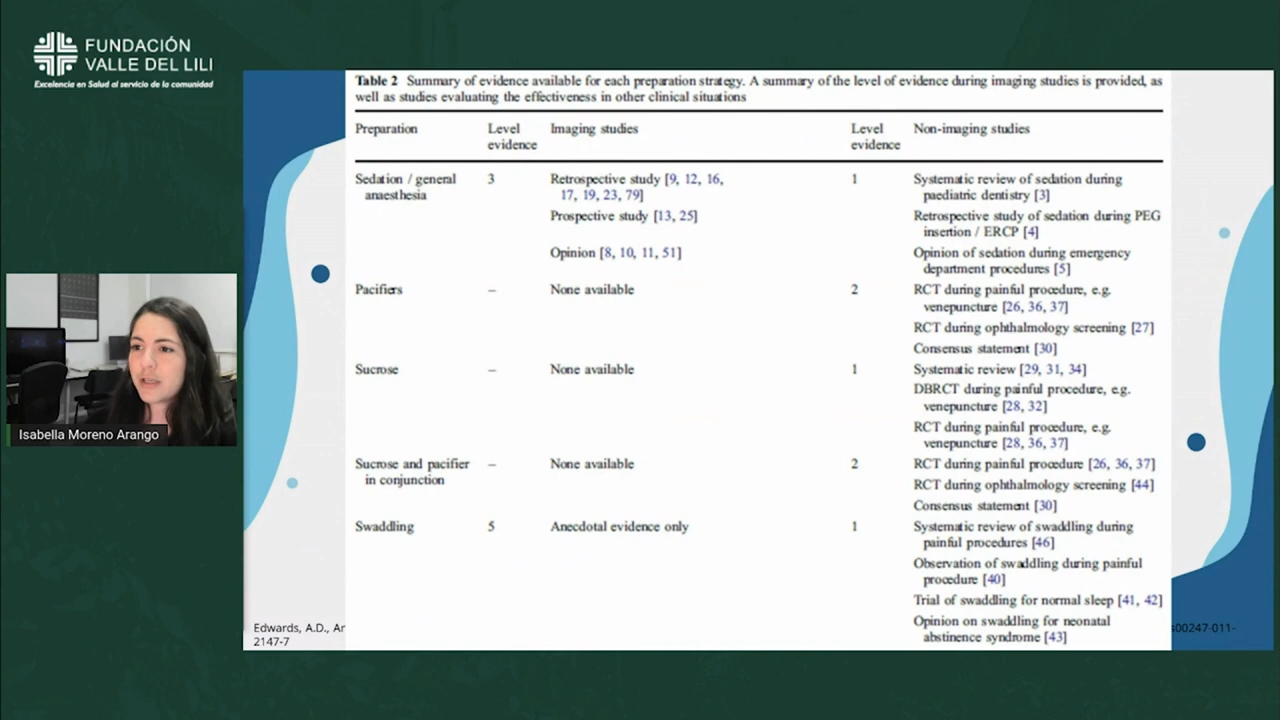 FUNDACIÓN
VALLE DEL LILI
Excelencia en Salud al servicio de la comunidad
Table 2 Summary of evidence available for each preparation strategy. A summary of the level of evidence during imaging studies is provided, as
well as studies evaluating the effectiveness in other clinical situations
Preparation Level Imaging studies Level Non-imaging studies
evidence evidence
Sedation / general 3 Retrospective study [9, 12, 16, 1 Systematic review of sedation during
anaesthesia 17, 19, 23, 79] paediatric dentistry [3]
Prospective study [13, 25] Retrospective study of sedation during PEG
insertion / ERCP [4]
Opinion [8, 10, 11, 51] Opinion of sedation during emergency
department procedures [5]
Pacifiers – None available 2 RCT during painful procedure, e.g.
venepuncture [26, 36, 37]
RCT during ophthalmology screening [27]
Consensus statement [30]
Sucrose – None available 1 Systematic review [29, 31, 34]
DBRCT during painful procedure, e.g.
venepuncture [28, 32]
RCT during painful procedure, e.g.
venepuncture [28, 36, 37]
Sucrose and pacifier – None available 2 RCT during painful procedure [26, 36, 37]
in conjunction
RCT during ophthalmology screening [44]
Consensus statement [30]
Swaddling 5 Anecdotal evidence only 1 Systematic review of swaddling during
painful procedures [46]
Observation of swaddling during painful
procedure [40]
Trial of swaddling for normal sleep [41, 42]
Opinion on swaddling for neonatal
abstinence syndrome [43]
Edwards, A.D., Ar s00247-011-
2147-7
Isabella Moreno Arango